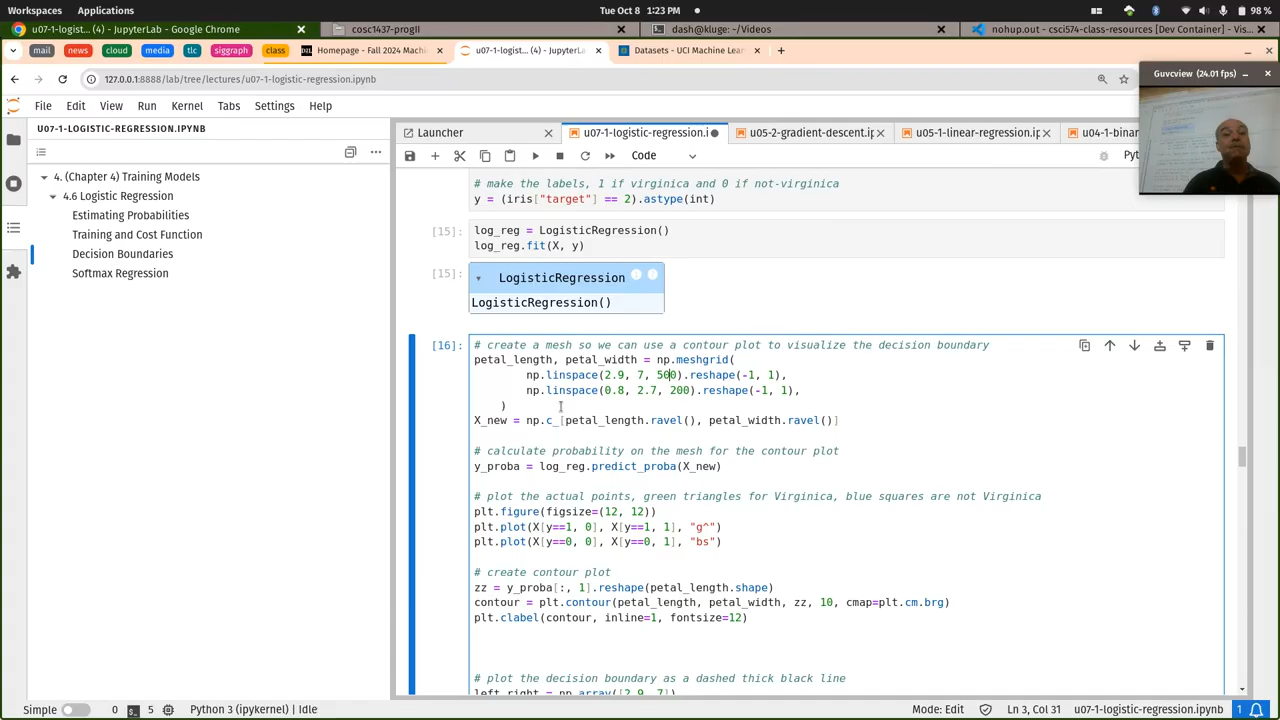 Workspaces Applications Tue Oct 8 1:23 PM 98 %
u07-1-logist... (4) - JupyterLab - Google Chrome cosc1437-progII dash@kluge: ~/Videos nohup.out - csci574-class-resources [Dev Container] - Vis...
mail news cloud media tlc siggraph class Homepage - Fall 2024 Machi u07-1-logist... (4) - JupyterL Datasets - UCI Machine Lear
127.0.0.1:8888/lab/tree/lectures/u07-1-logistic-regression.ipynb
Guvcview (24.01 fps)
File Edit View Run Kernel Tabs Settings Help
U07-1-LOGISTIC-REGRESSION.IPYNB
Launcher u07-1-logistic-regression.i u05-2-gradient-descent.ip u05-1-linear-regression.ip u04-1-binar
Code Pyt
4. (Chapter 4) Training Models
4.6 Logistic Regression
Estimating Probabilities
Training and Cost Function
Decision Boundaries
Softmax Regression
# make the labels, 1 if virginica and 0 if not-virginica
y = (iris["target"] == 2).astype(int)
[15]: log_reg = LogisticRegression()
log_reg.fit(X, y)
[15]: LogisticRegression
LogisticRegression()
[16]: # create a mesh so we can use a contour plot to visualize the decision boundary
petal_length, petal_width = np.meshgrid(
np.linspace(2.9, 7, 500).reshape(-1, 1),
np.linspace(0.8, 2.7, 200).reshape(-1, 1),
)
X_new = np.c_[petal_length.ravel(), petal_width.ravel()]
# calculate probability on the mesh for the contour plot
y_proba = log_reg.predict_proba(X_new)
# plot the actual points, green triangles for Virginica, blue squares are not Virginica
plt.figure(figsize=(12, 12))
plt.plot(X[y==1, 0], X[y==1, 1], "g^")
plt.plot(X[y==0, 0], X[y==0, 1], "bs")
# create contour plot
zz = y_proba[:, 1].reshape(petal_length.shape)
contour = plt.contour(petal_length, petal_width, zz, 10, cmap=plt.cm.brg)
plt.clabel(contour, inline=1, fontsize=12)
# plot the decision boundary as a dashed thick black line
left_right = np.array([2.9, 7])
Simple 0 5 Python 3 (ipykernel) | Idle Mode: Edit Ln 3, Col 31 u07-1-logistic-regression.ipynb 1